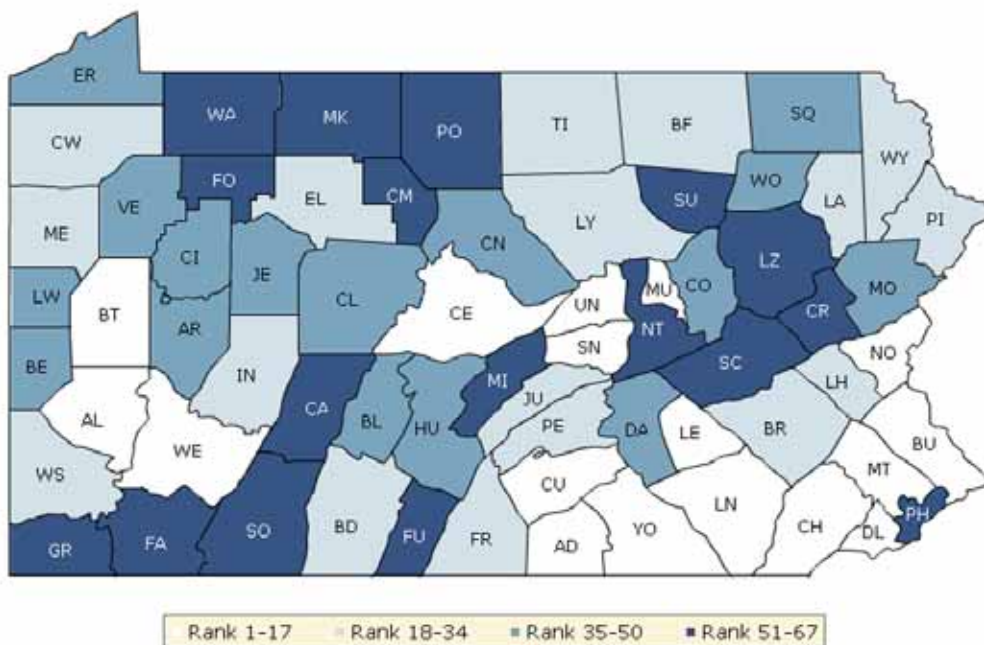 ER
WA
MK
PO
TI
BF
SQ
CW
WY
FO
EL
CM
SU
WO
LA
VE
LY
PI
ME
CI
JE
CN
LZ
LW
BT
CL
CE
UN
MU
CO
MO
AR
NT
CR
BE
SN
SC
NO
IN
MI
LH
AL
CA
BL
HU
JU
PE
DA
LE
BR
BU
WE
WS
CU
LN
MT
GR
FA
SO
BD
FU
FR
AD
YO
CH
DL
PH
Rank 1-17 Rank 18-34 Rank 35-50 Rank 51-67